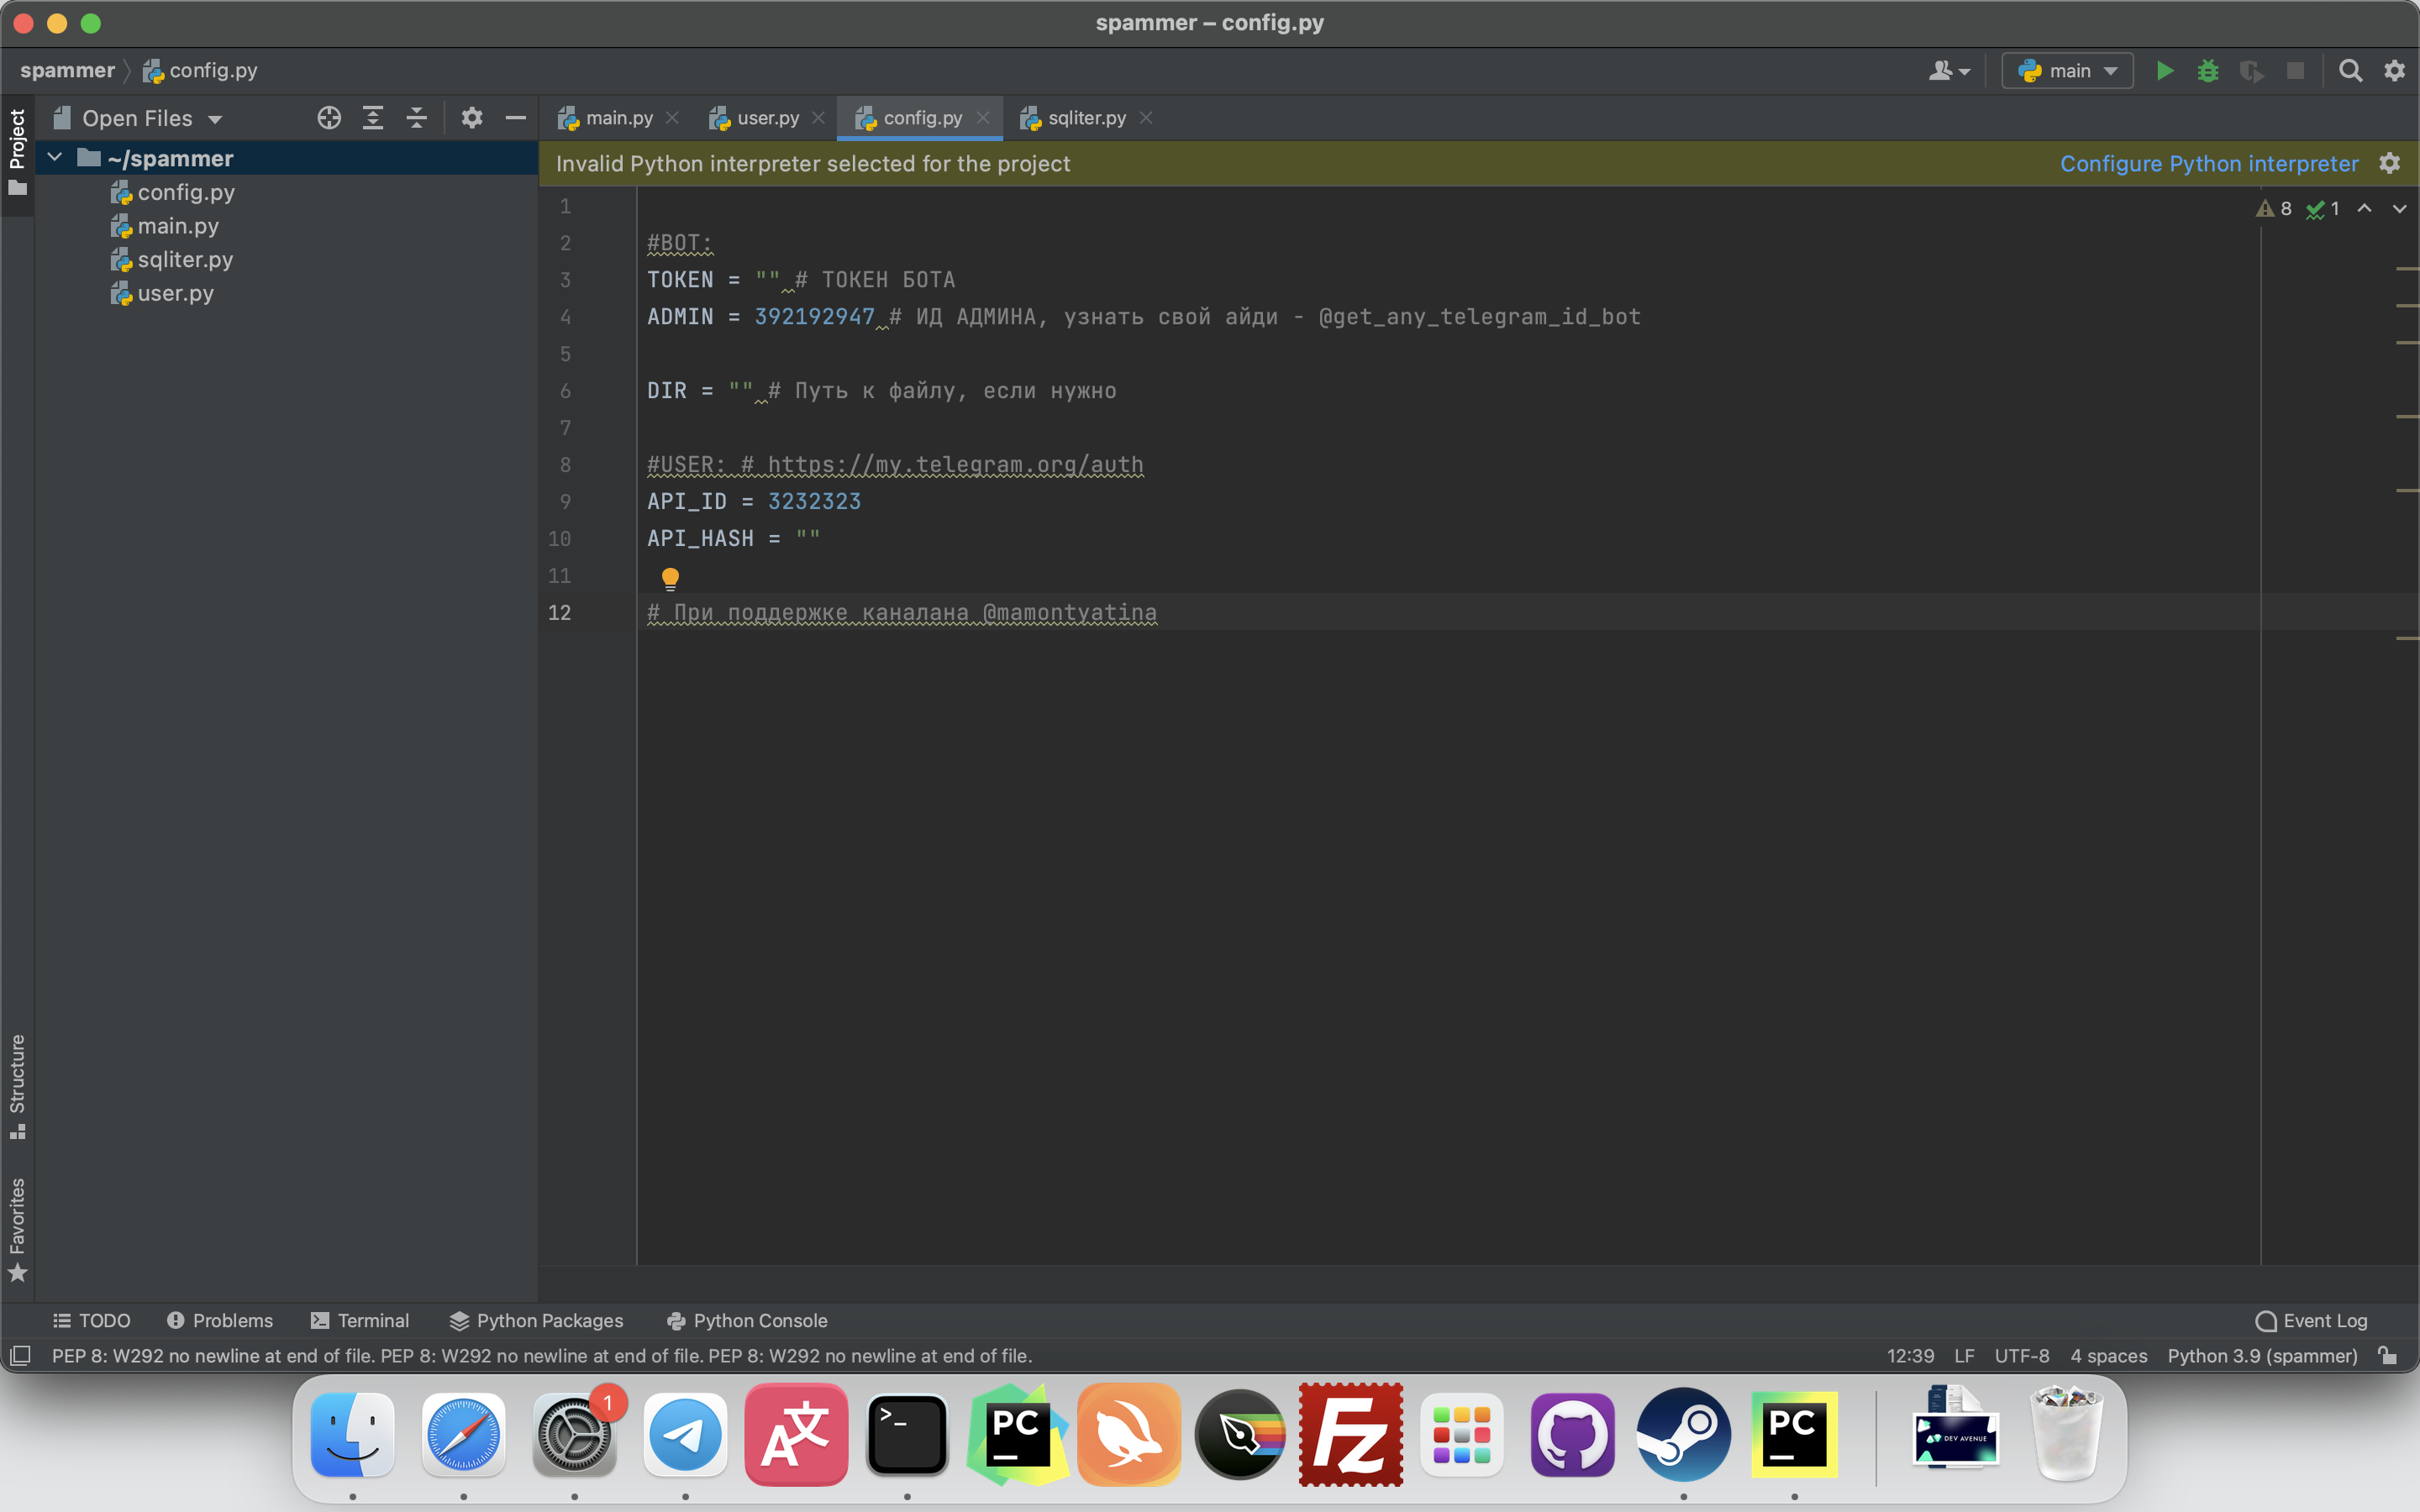 spammer – config.py
spammer config.py
main
Project
Open Files
main.py
user.py
config.py
sqliter.py
~/spammer
config.py
main.py
sqliter.py
user.py
Invalid Python interpreter selected for the project
Configure Python interpreter
8 1
1
2 #BOT:
3 TOKEN = "" # ТОКЕН БОТА
4 ADMIN = 392192947 # ИД АДМИНА, узнать свой айди - @get_any_telegram_id_bot
5
6 DIR = "" # Путь к файлу, если нужно
7
8 #USER: # https://my.telegram.org/auth
9 API_ID = 3232323
10 API_HASH = ""
11
12 # При поддержке каналана @mamontyatina
Structure
Favorites
TODO
Problems
Terminal
Python Packages
Python Console
Event Log
PEP 8: W292 no newline at end of file. PEP 8: W292 no newline at end of file. PEP 8: W292 no newline at end of file.
12:39 LF UTF-8 4 spaces Python 3.9 (spammer)
1
A 文
>_
PC
Fz
PC
DEV AVENUE